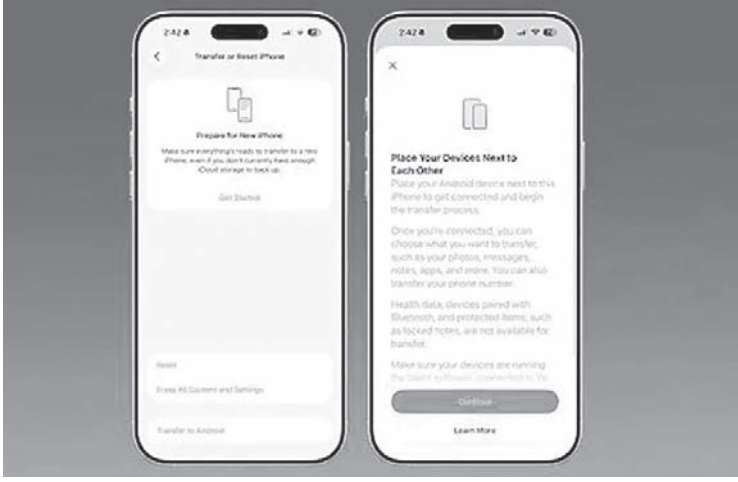 2:42
Transfer or Reset iPhone
Prepare for New iPhone
Make sure everything's ready to transfer to a new
iPhone, even if you don't currently have enough
iCloud storage to back up.
Get Started
Reset
Erase All Content and Settings
Transfer to Android
2:42
Place Your Devices Next to
Each Other
Place your Android device next to this
iPhone to get connected and begin
the transfer process.
Once you're connected, you can
choose what you want to transfer,
such as your photos, messages,
notes, apps, and more. You can also
transfer your phone number.
Health data, devices paired with
Bluetooth, and protected items, such
as locked notes, are not available for
transfer.
Make sure your devices are running
the latest software, connected to
Continue
Learn More